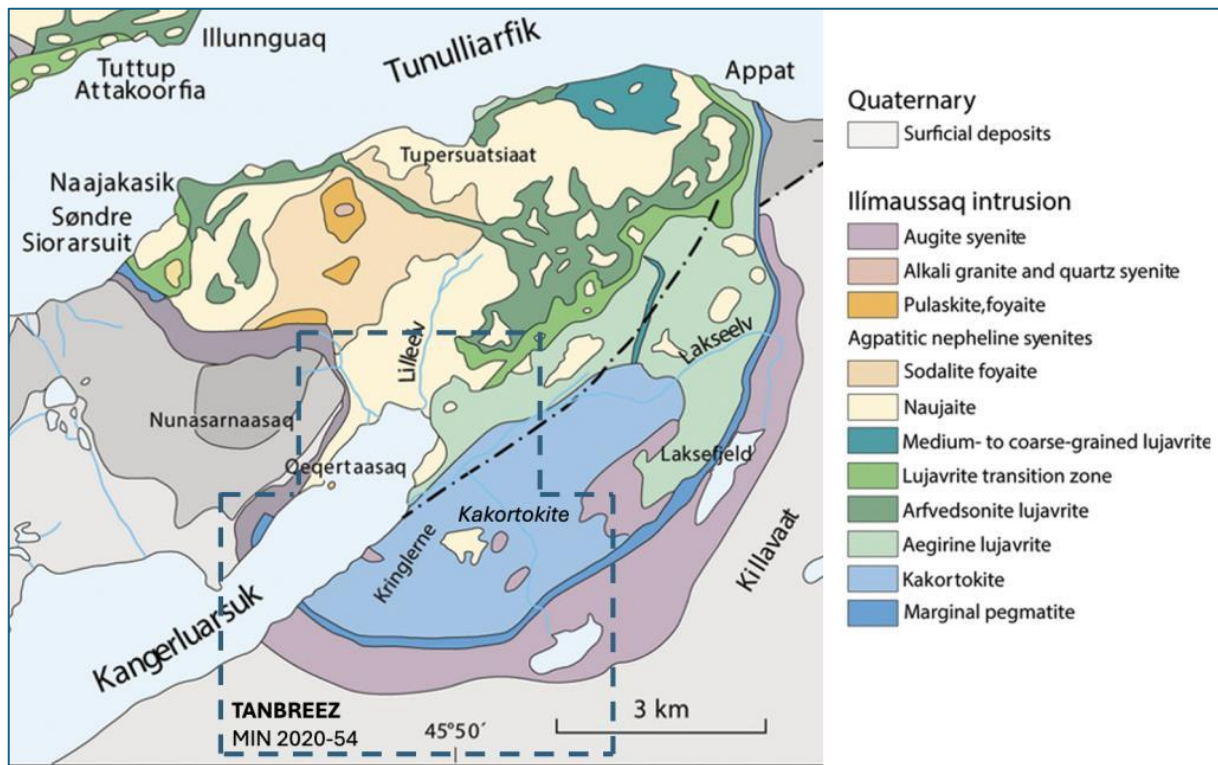 Illunnguaq
Tuttup
Attakoorfia
Tunulliarfik
Appat
Tupersuatsiaat
Naajakasik
Søndre
Siorarsuit
Lilleelv
Lakseelv
Nunasarnaasaq
Qeqertaasaq
Laksefjeld
Kakortokite
Kringlerne
Killavaat
Kangerluarsuk
TANBREEZ
MIN 2020-54
45°50´
3 km
Quaternary
Surficial deposits
Ilímaussaq intrusion
Augite syenite
Alkali granite and quartz syenite
Pulaskite,foyaite
Agpatitic nepheline syenites
Sodalite foyaite
Naujaite
Medium- to coarse-grained lujavrite
Lujavrite transition zone
Arfvedsonite lujavrite
Aegirine lujavrite
Kakortokite
Marginal pegmatite